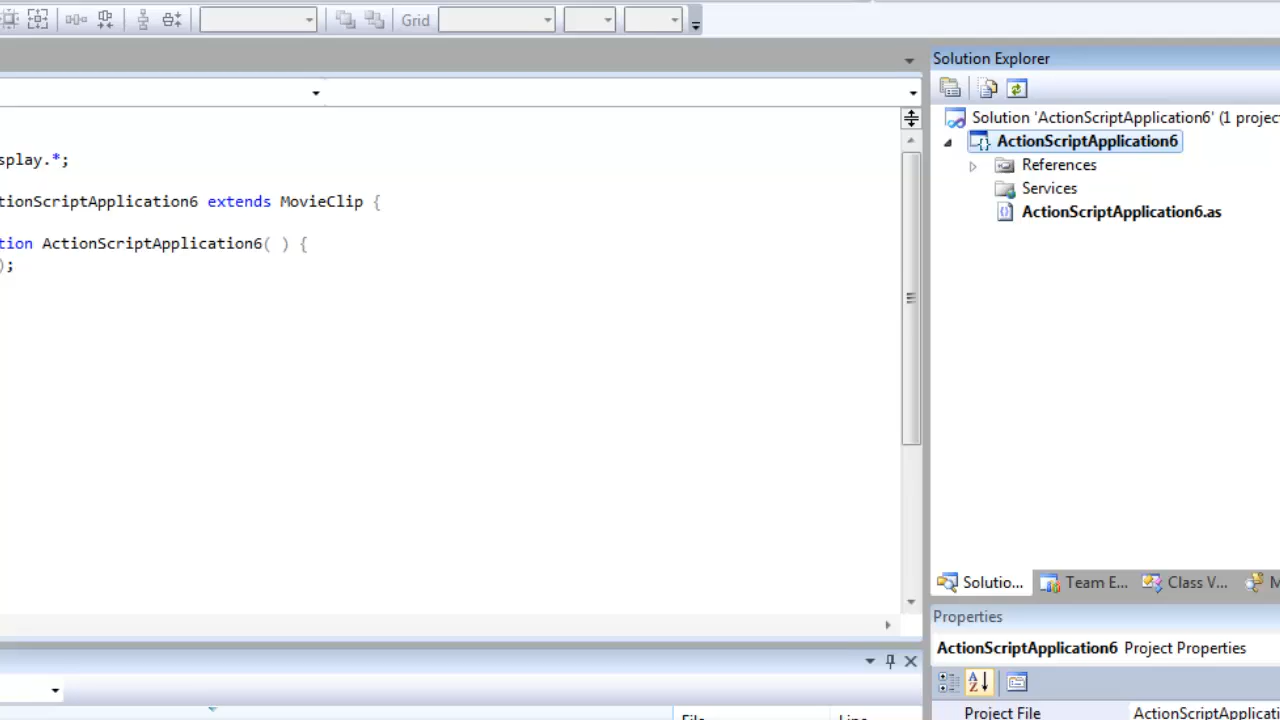 Grid
Solution Explorer
Solution 'ActionScriptApplication6' (1 project
ActionScriptApplication6
References
Services
ActionScriptApplication6.as
splay.*;
tionScriptApplication6 extends MovieClip {
tion ActionScriptApplication6( ) {
);
Solutio... Team E... Class V... M
Properties
ActionScriptApplication6 Project Properties
Project File ActionScriptApplicati
File Line